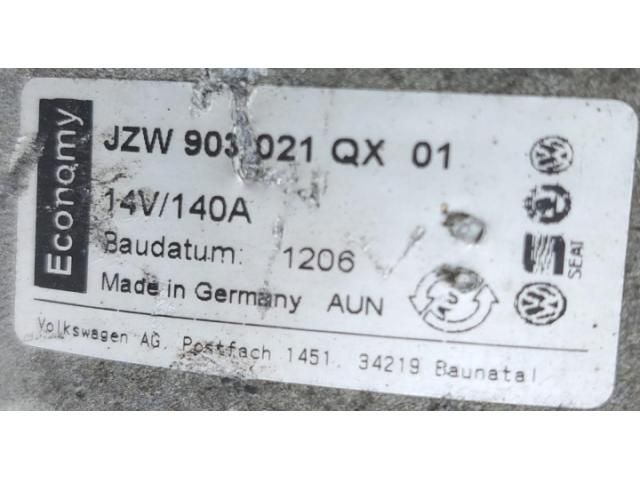 Economy
JZW 903 021 QX 01
14V/140A
Baudatum: 1206
Made in Germany AUN
AU
SEAT
Volkswagen AG, Postfach 1451, 34219 Baunatal